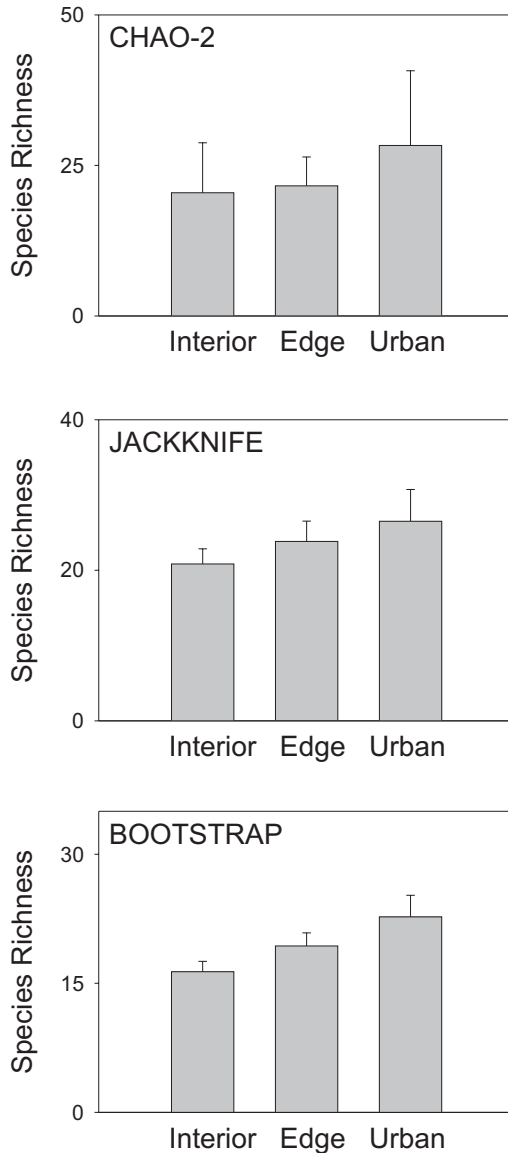 50
CHAO-2
25
Species Richness
0
Interior Edge Urban
40
JACKKNIFE
20
Species Richness
0
Interior Edge Urban
BOOTSTRAP
30
15
Species Richness
0
Interior Edge Urban